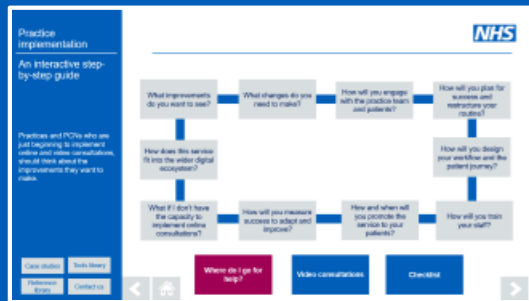 Practice
implementation
An interactive step-
by-step guide
Practices and PCNs who are
just beginning to implement
online and video consultations,
should think about the
improvements they want to
make.
Case studies
Tools library
Reference
library
Contact us
NHS
What improvements
do you want to see?
What changes do you
need to make?
How will you engage
with the practice team
and patients?
How will you plan for
success and
restructure your
routine?
How does this service
fit into the wider digital
ecosystem?
How will you design
your workflow and the
patient journey?
What if I don't have
the capacity to
implement online
consultations?
How will you measure
success to adapt and
improve?
How and when will
you promote the
service to your
patients?
How will you train
your staff?
Where do I go for
help?
Video consultations
Checklist